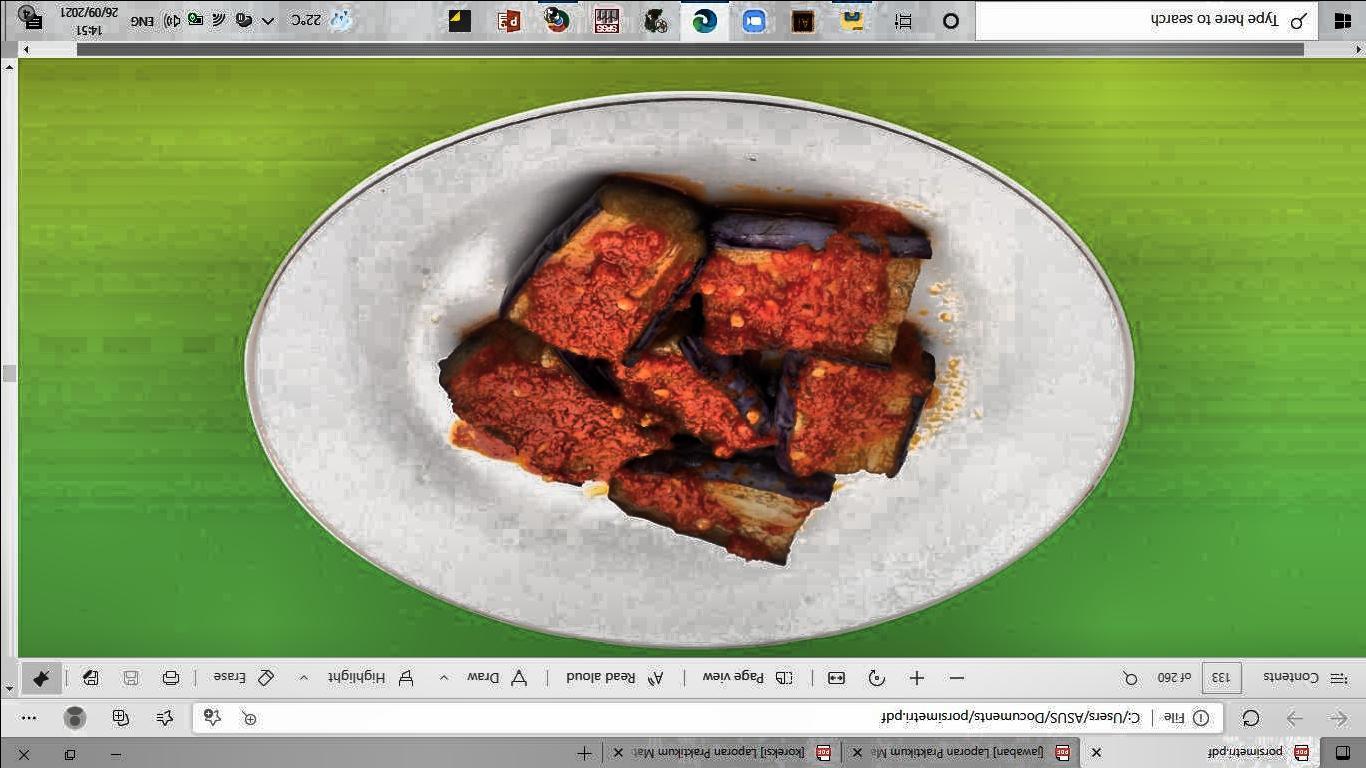 porsimetri.pdf [jawaban] Laporan Praktikum Ma [koreksi] Laporan Praktikum Mat
File C:/Users/ASUS/Documents/porsimetri.pdf
Contents 133 of 260 Page view Read aloud Draw Highlight Erase
Type here to search SPSS 22°C ENG 14:51
26/09/2021